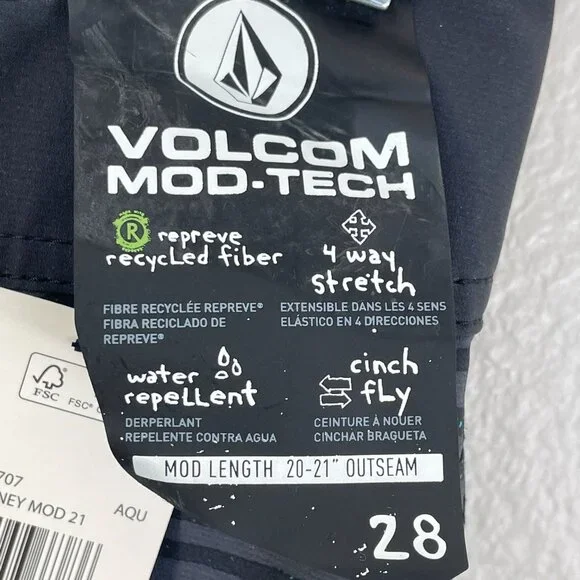 VOLCOM
MOD-TECH
R repreve
recycled fiber
FIBRE RECYCLÉE REPREVE®
FIBRA RECICLADO DE
REPREVE®
4 way
stretch
EXTENSIBLE DANS LES 4 SENS
ELÁSTICO EN 4 DIRECCIONES
water
repellent
DERPERLANT
REPELENTE CONTRA AGUA
cinch
fly
CEINTURE À NOUER
CINCHAR BRAGUETA
MOD LENGTH 20-21" OUTSEAM
28
FSC
FSC®
707
NEY MOD 21
AQU